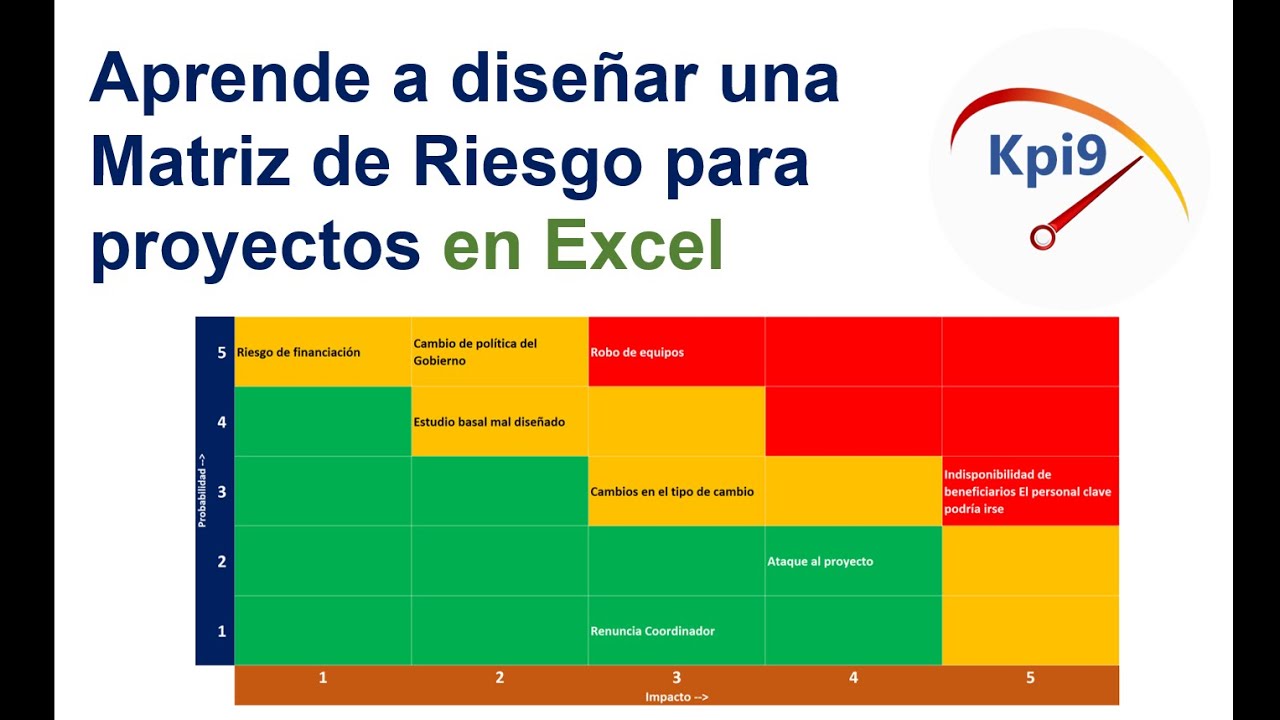 Aprende a diseñar una
Matriz de Riesgo para
proyectos en Excel
Kpi9
5
Riesgo de financiación
Cambio de política del
Gobierno
Robo de equipos
4
Estudio basal mal diseñado
Probabilidad -->
3
Cambios en el tipo de cambio
Indisponibilidad de
beneficiarios El personal clave
podría irse
2
Ataque al proyecto
1
Renuncia Coordinador
1 2 3 4 5
Impacto -->